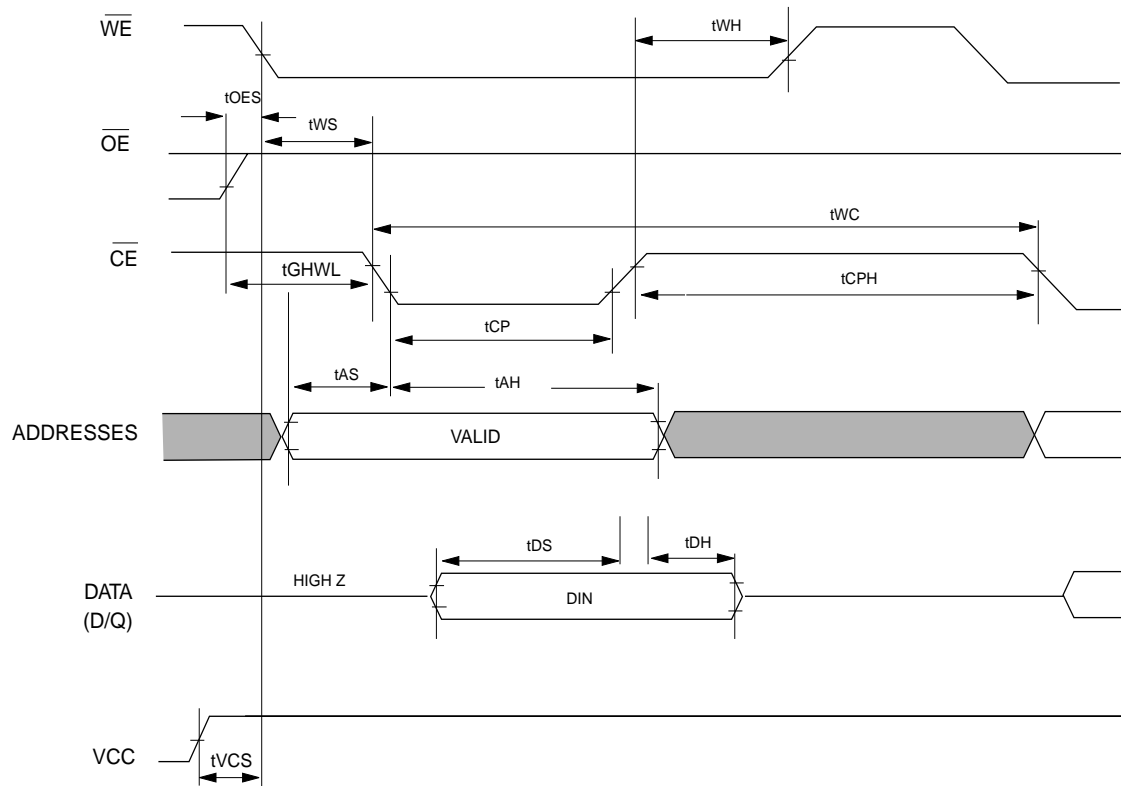 WE
tWH
tOES
tWS
OE
tWC
CE
tGHWL
tCPH
tCP
tAS
tAH
ADDRESSES
VALID
tDS
tDH
HIGH Z
DATA
(D/Q)
DIN
VCC
tVCS